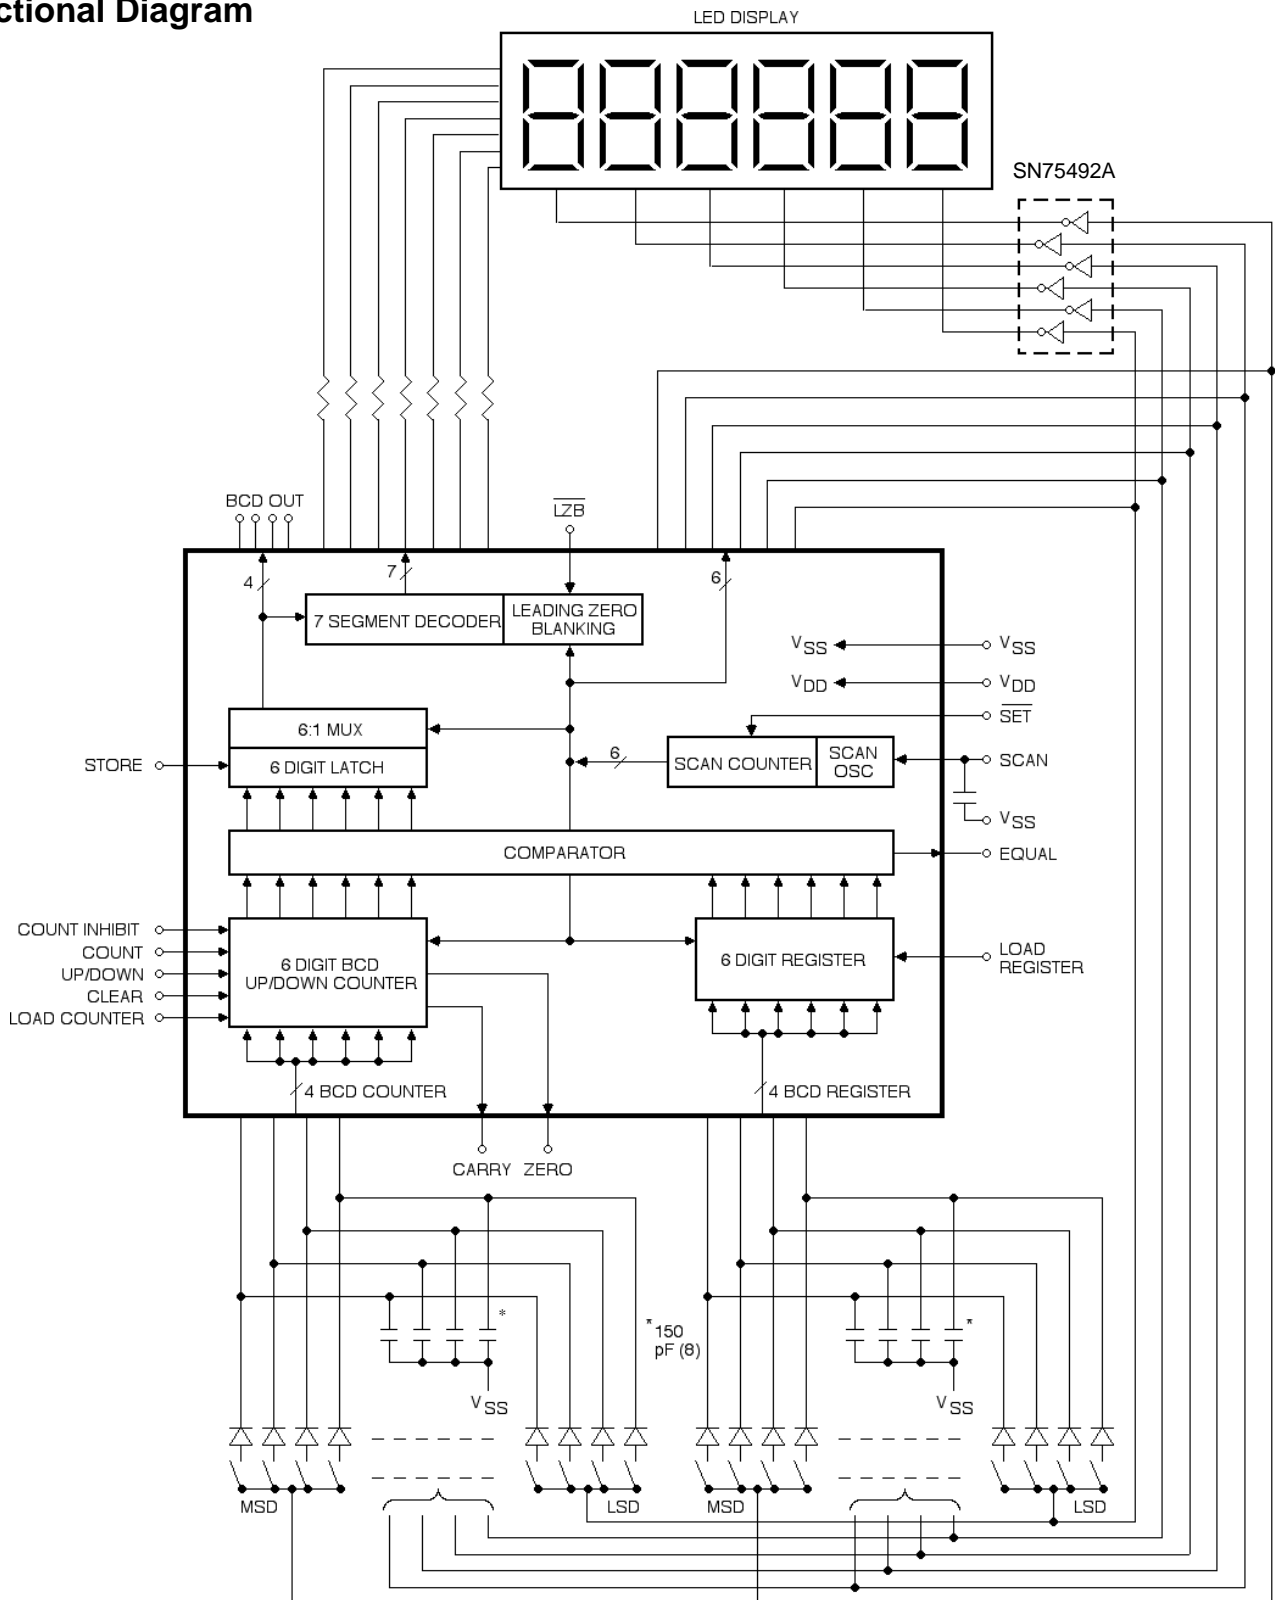 ctional Diagram
LED DISPLAY
SN75492A
BCD OUT
LZB
4
7
6
7 SEGMENT DECODER
LEADING ZERO
BLANKING
VSS
VSS
VDD
VDD
SET
6:1 MUX
STORE
6 DIGIT LATCH
6
SCAN COUNTER
SCAN
OSC
SCAN
VSS
COMPARATOR
EQUAL
COUNT INHIBIT
COUNT
UP/DOWN
CLEAR
LOAD COUNTER
6 DIGIT BCD
UP/DOWN COUNTER
6 DIGIT REGISTER
LOAD
REGISTER
4 BCD COUNTER
4 BCD REGISTER
CARRY
ZERO
*
*150
pF (8)
*
VSS
VSS
MSD
LSD
MSD
LSD